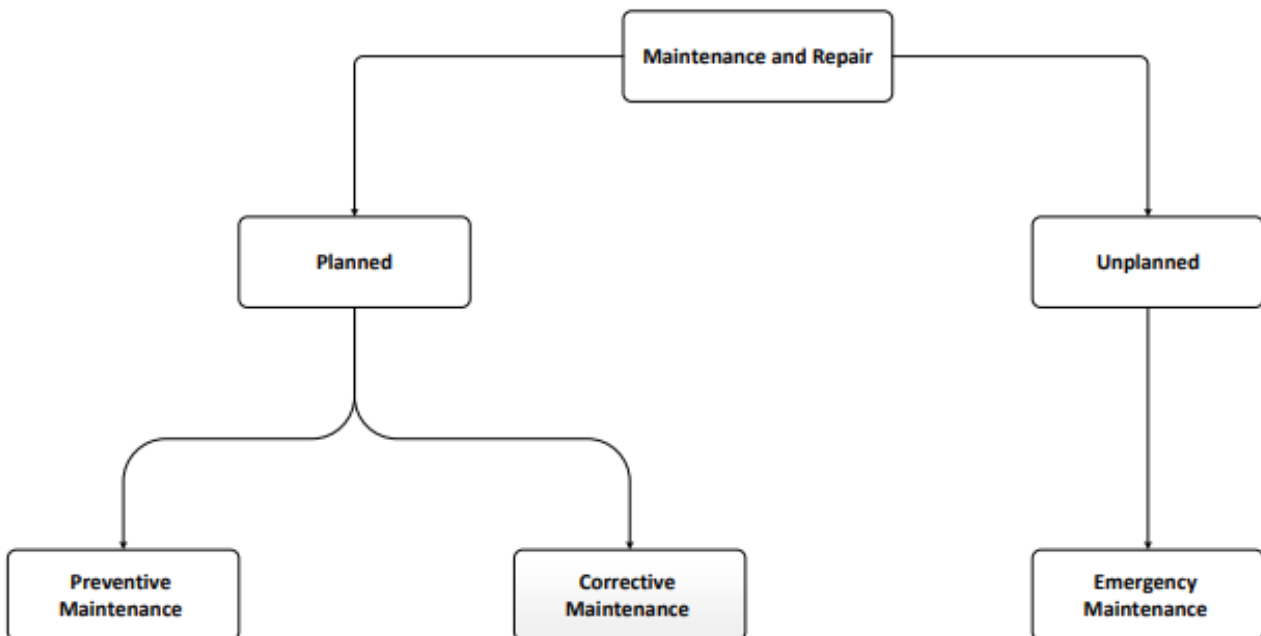 Maintenance and Repair
Planned
Unplanned
Preventive
Maintenance
Corrective
Maintenance
Emergency
Maintenance